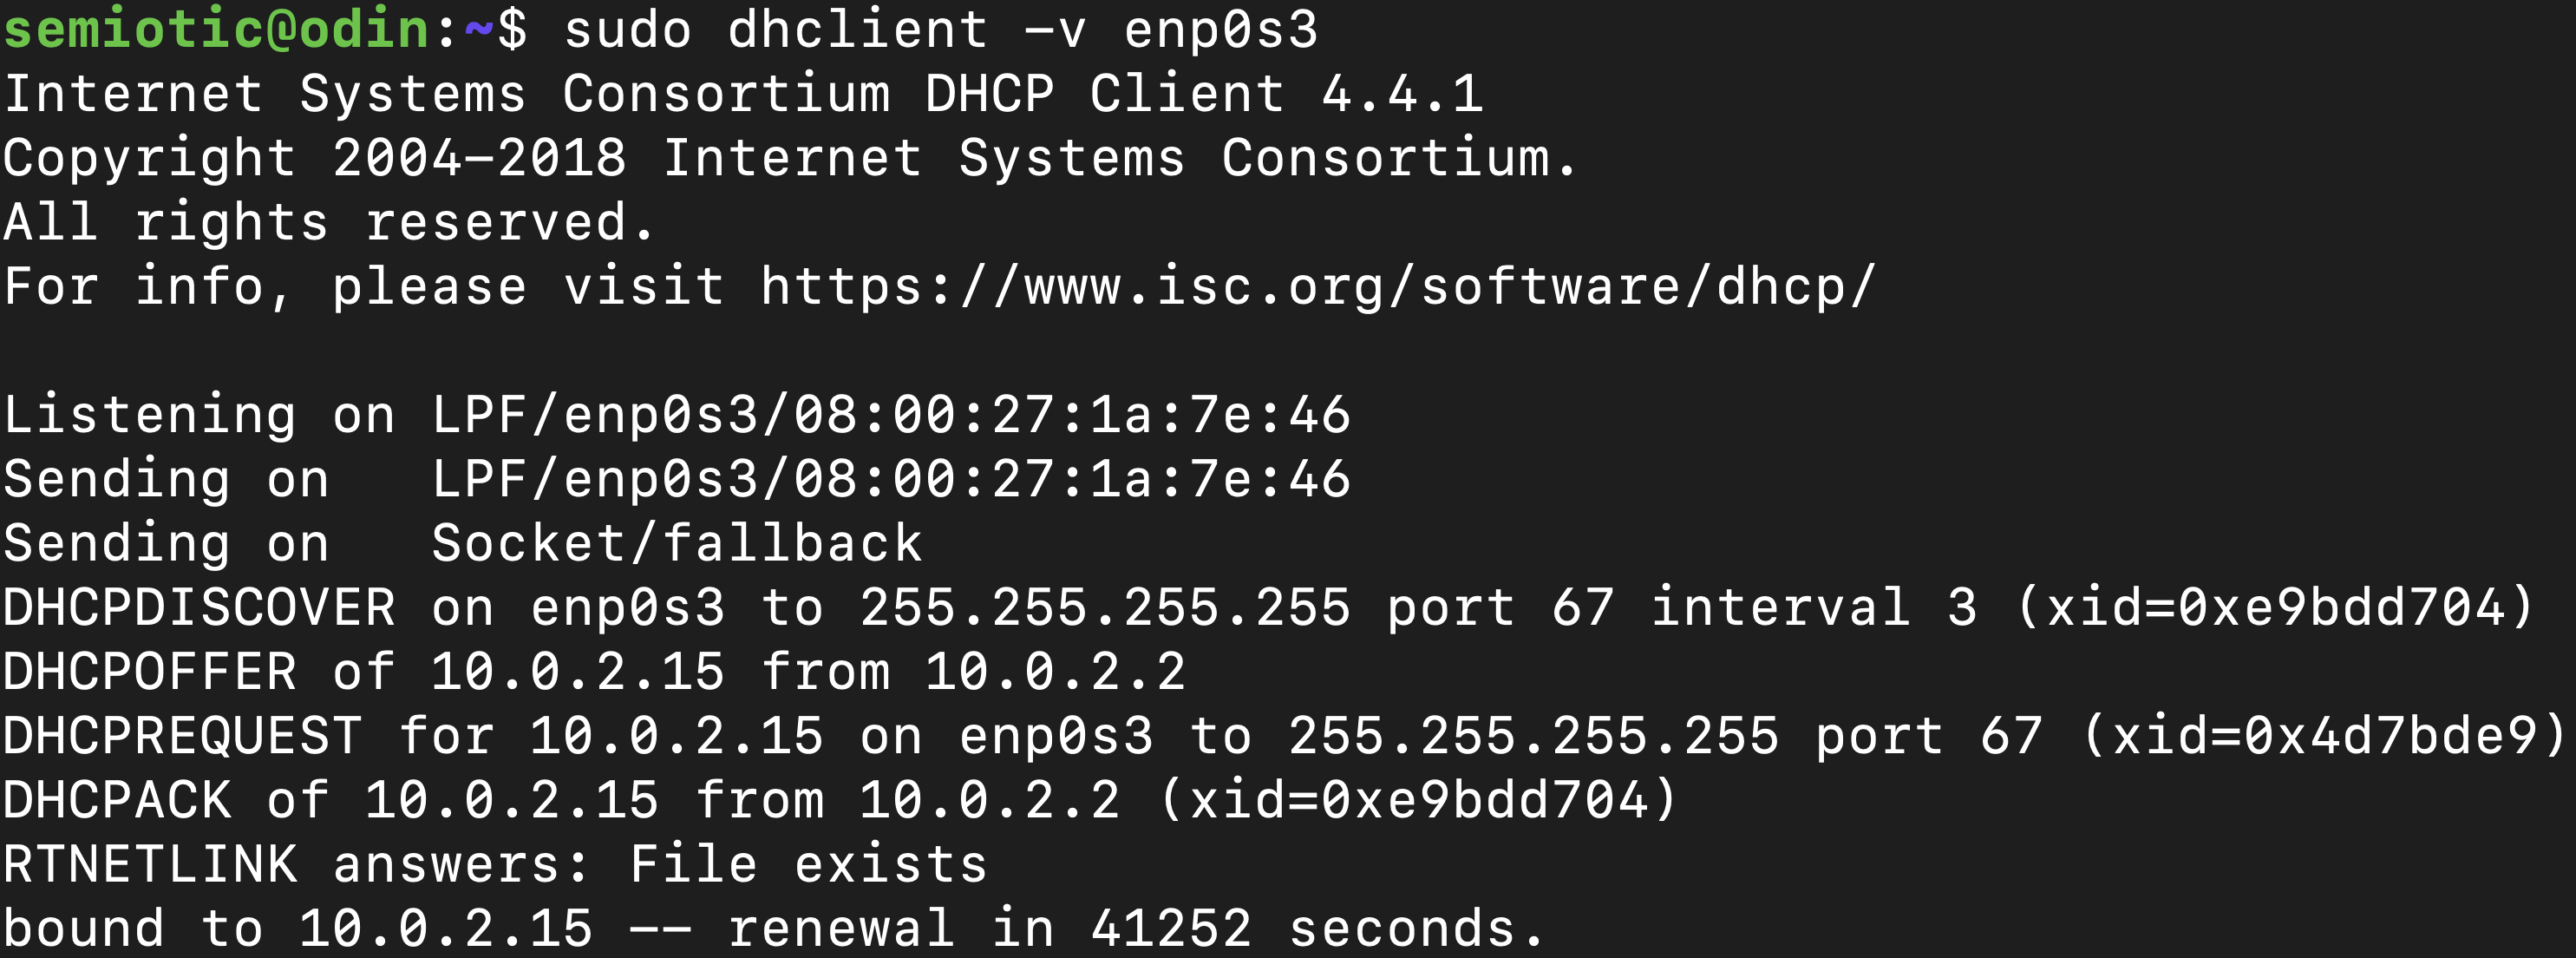 semiotic@odin:~$ sudo dhclient -v enp0s3
Internet Systems Consortium DHCP Client 4.4.1
Copyright 2004-2018 Internet Systems Consortium.
All rights reserved.
For info, please visit https://www.isc.org/software/dhcp/

Listening on LPF/enp0s3/08:00:27:1a:7e:46
Sending on   LPF/enp0s3/08:00:27:1a:7e:46
Sending on   Socket/fallback
DHCPDISCOVER on enp0s3 to 255.255.255.255 port 67 interval 3 (xid=0xe9bdd704)
DHCPOFFER of 10.0.2.15 from 10.0.2.2
DHCPREQUEST for 10.0.2.15 on enp0s3 to 255.255.255.255 port 67 (xid=0x4d7bde9)
DHCPACK of 10.0.2.15 from 10.0.2.2 (xid=0xe9bdd704)
RTNETLINK answers: File exists
bound to 10.0.2.15 -- renewal in 41252 seconds.